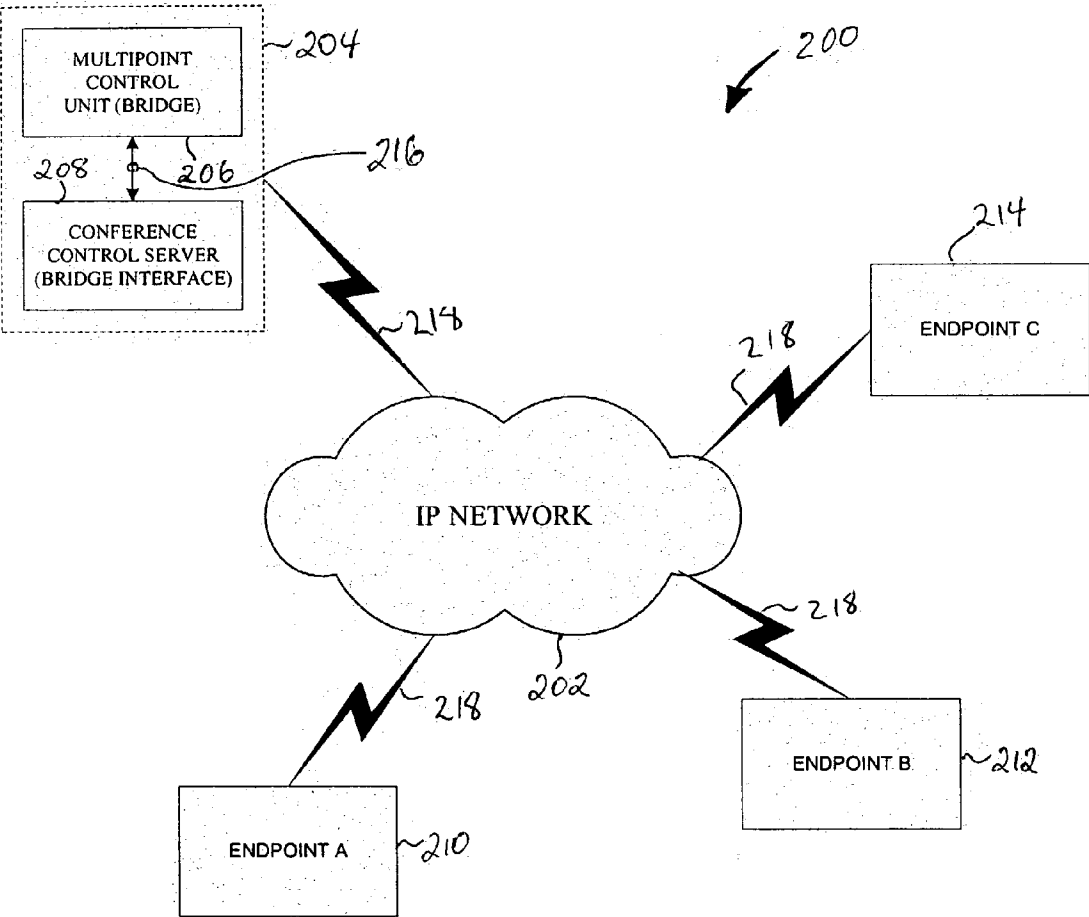 MULTIPOINT
CONTROL
UNIT (BRIDGE)
204
200
208
206
216
CONFERENCE
CONTROL SERVER
(BRIDGE INTERFACE)
214
218
218
ENDPOINT C
IP NETWORK
218
202
218
ENDPOINT B
212
ENDPOINT A
210